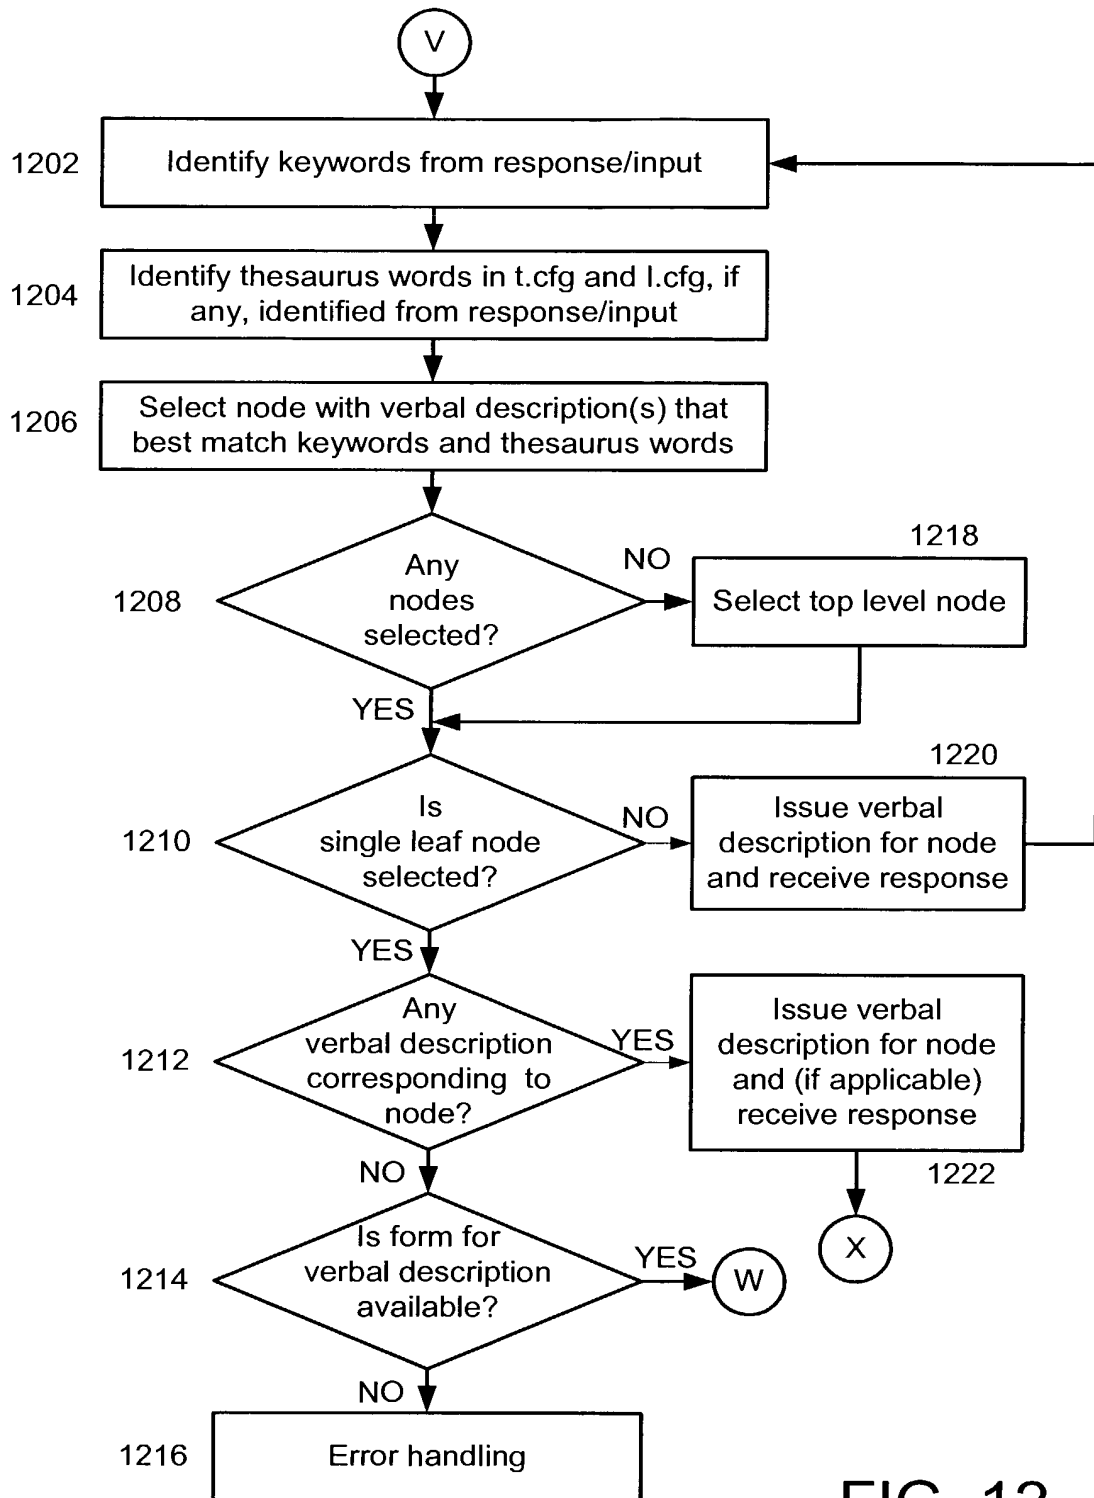 V
1202
Identify keywords from response/input
1204
Identify thesaurus words in t.cfg and l.cfg, if
any, identified from response/input
1206
Select node with verbal description(s) that
best match keywords and thesaurus words
1208
Any
nodes
selected?
NO
1218
Select top level node
YES
1210
Is
single leaf node
selected?
NO
1220
Issue verbal
description for node
and receive response
YES
1212
Any
verbal description
corresponding to
node?
YES
Issue verbal
description for node
and (if applicable)
receive response
1222
X
NO
1214
Is form for
verbal description
available?
YES
W
NO
1216
Error handling
FIG. 12